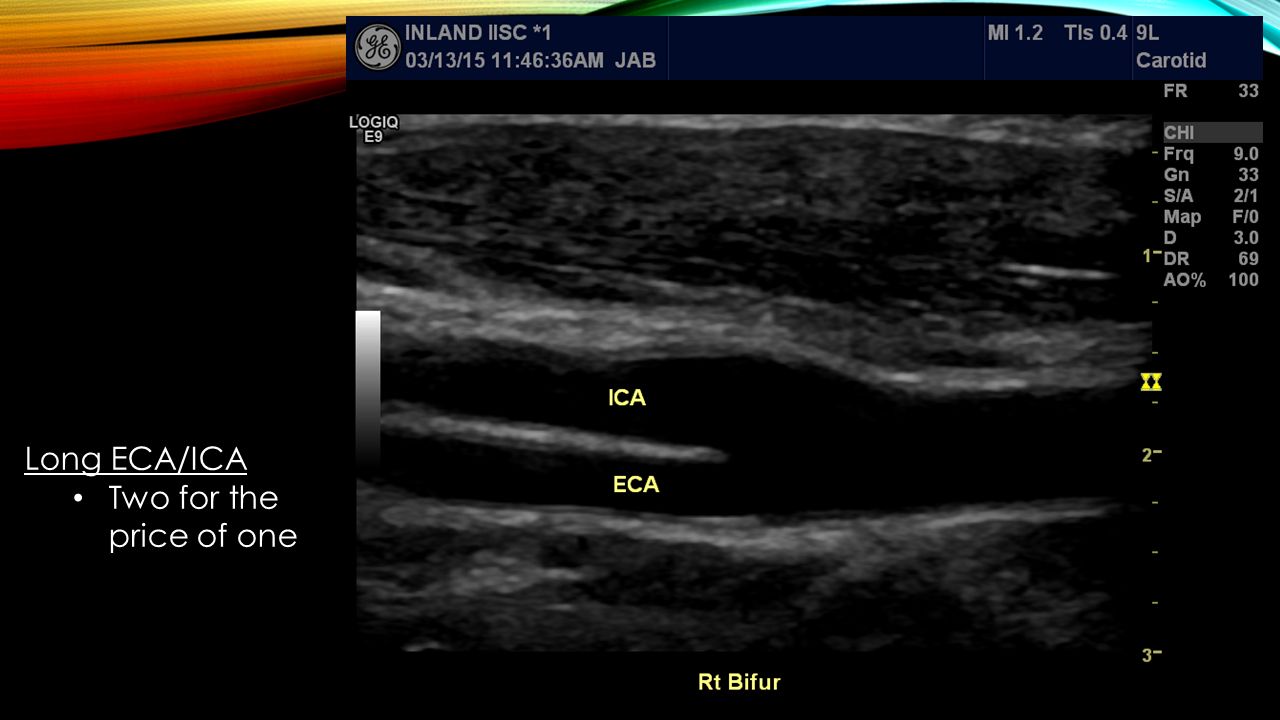 INLAND IISC *1
03/13/15 11:46:36AM JAB
MI 1.2 TIs 0.4
9L
Carotid
FR 33
LOGIQ
E9
CHI
Frq 9.0
Gn 33
S/A 2/1
Map F/0
D 3.0
DR 69
AO% 100
1
2
3
ICA
ECA
Rt Bifur
Long ECA/ICA
• Two for the
price of one